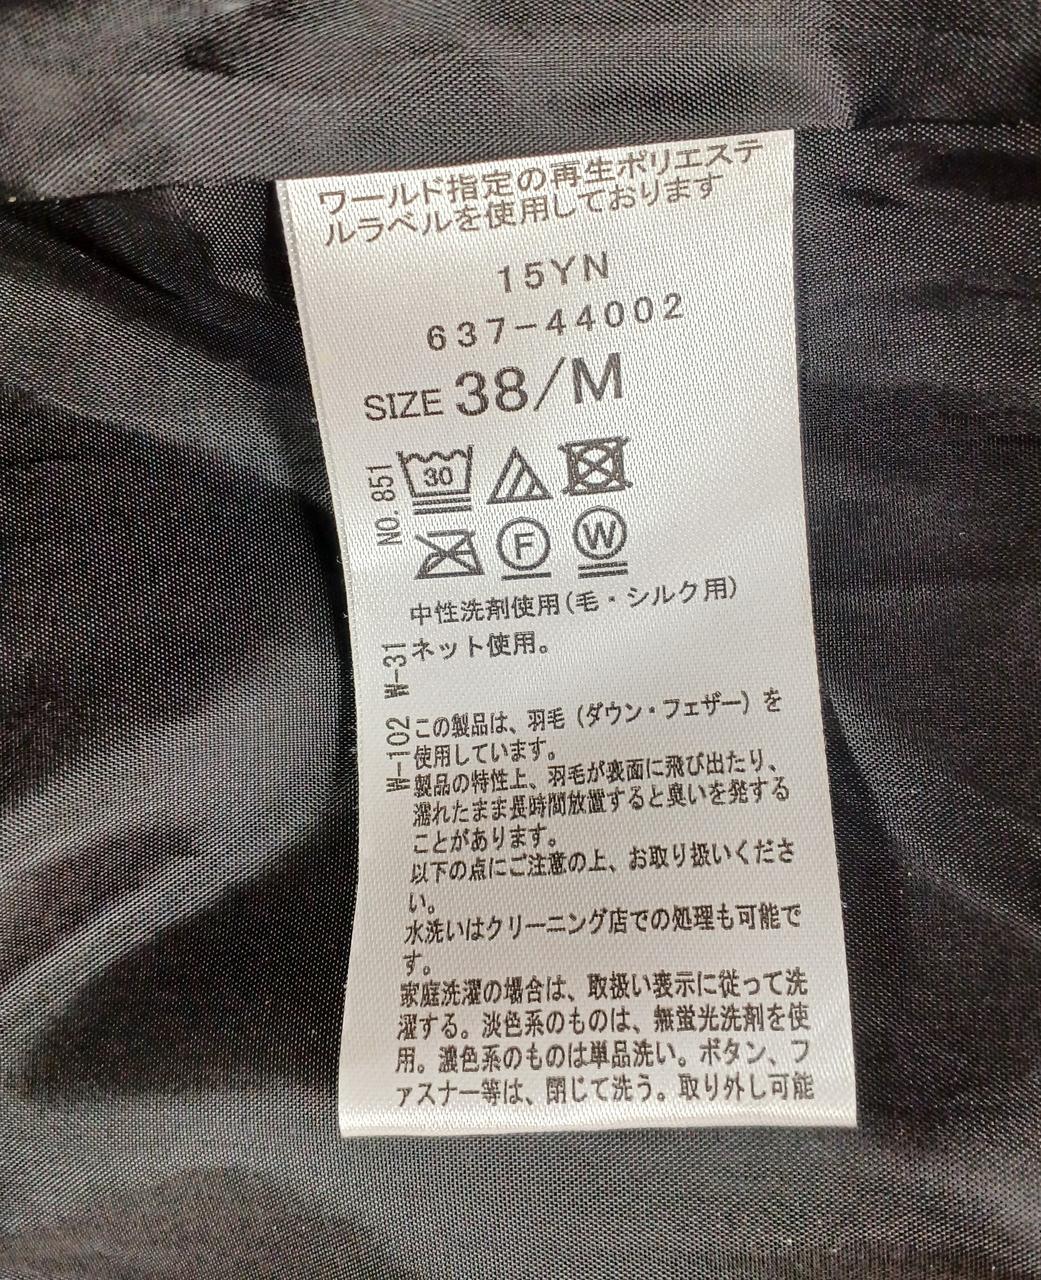 ワールド指定の再生ポリエステ
ルラベルを使用しております
15YN
637-44002
SIZE 38/M
NO. 851
30
F
W
中性洗剤使用(毛・シルク用)
ネット使用。
W-31
W-102
この製品は、羽毛(ダウン・フェザー)を
使用しています。
製品の特性上、羽毛が表面に飛び出たり、
濡れたまま長時間放置すると臭いを発する
ことがあります。
以下の点にご注意の上、お取り扱いくださ
い。
水洗いはクリーニング店での処理も可能で
す。
家庭洗濯の場合は、取扱い表示に従って洗
濯する。淡色系のものは、無蛍光洗剤を使
用。濃色系のものは単品洗い。ボタン、フ
ァスナー等は、閉じて洗う。取り外し可能